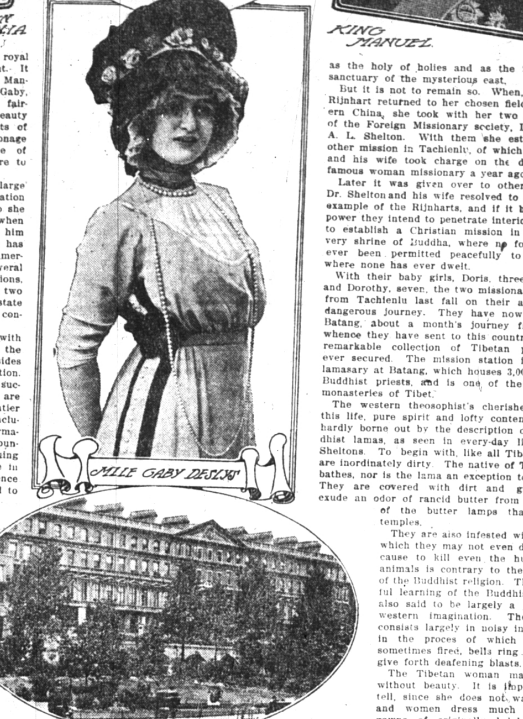 LIA
royal
t. It
Man-
Gaby.
fair-
eauty
ts of
onage
e of
re to
large
ation
she
when
him
has
mer-
veral
ions.
two
state
con-
with
the
sides
tion.
suc-
are
ntier
nclu-
rma-
oun-
ning
in
ence
d to
MLLE GABY DESLYS
KING
MANUEL
as the holy of holies and as the
sanctuary of the mysterious east.
But it is not to remain so. When,
Rijnhart returned to her chosen fiel
ern China, she took with her two
of the Foreign Missionary society, 
A. L. Shelton. With them she est
other mission in Tachienlu, of which
and his wife took charge on the d
famous woman missionary a year ago
Later it was given over to other
Dr. Shelton and his wife resolved to
example of the Rijnharts, and if it b
power they intend to penetrate interi
to establish a Christian mission in
very shrine of Buddha, where no fo
ever been permitted peacefully to
where none has ever dwelt.
With their baby girls, Doris, three
and Dorothy, seven, the two missiona
from Tachienlu last fall on their a
dangerous journey. They have now
Batang, about a month's journey f
whence they have sent to this countr
remarkable collection of Tibetan
ever secured. The mission station
lamasary at Batang, which houses 3,00
Buddhist priests, and is one of the
monasteries of Tibet.
The western theosophist's cherishe
this life, pure spirit and lofty conten
hardly borne out by the description o
dhist lamas, as seen in every-day li
Sheltons. To begin with, like all Tib
are inordinately dirty. The native of T
bathes, nor is the lama an exception to
They are covered with dirt and g
exude an odor of rancid butter from
of the butter lamps tha
temples.
They are also infested wi
which they may not even d
cause to kill even the hu
animals is contrary to the
of the Buddhist religion. T
ful learning of the Buddhis
also said to be largely a
western imagination. The
consists largely in noisy in
in the proces of which
sometimes fired, bells ring
give forth deafening blasts.
The Tibetan woman ma
without beauty. It is imp
tell, since she does not wa
and women dress much